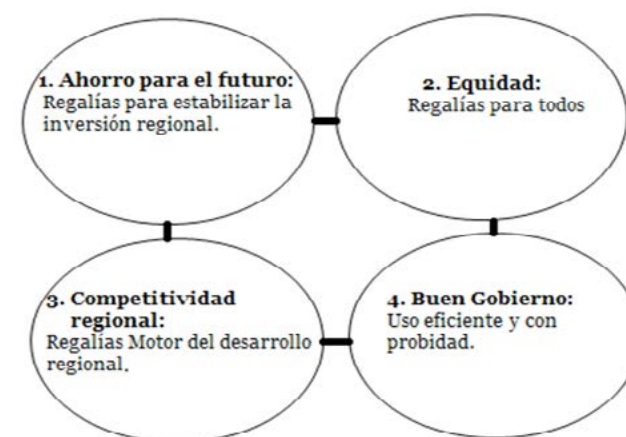 1. Ahorro para el futuro:
Regalías para estabilizar la
inversión regional.
2. Equidad:
Regalías para todos
3. Competitividad
regional:
Regalías Motor del desarrollo
regional.
4. Buen Gobierno:
Uso eficiente y con
probidad.